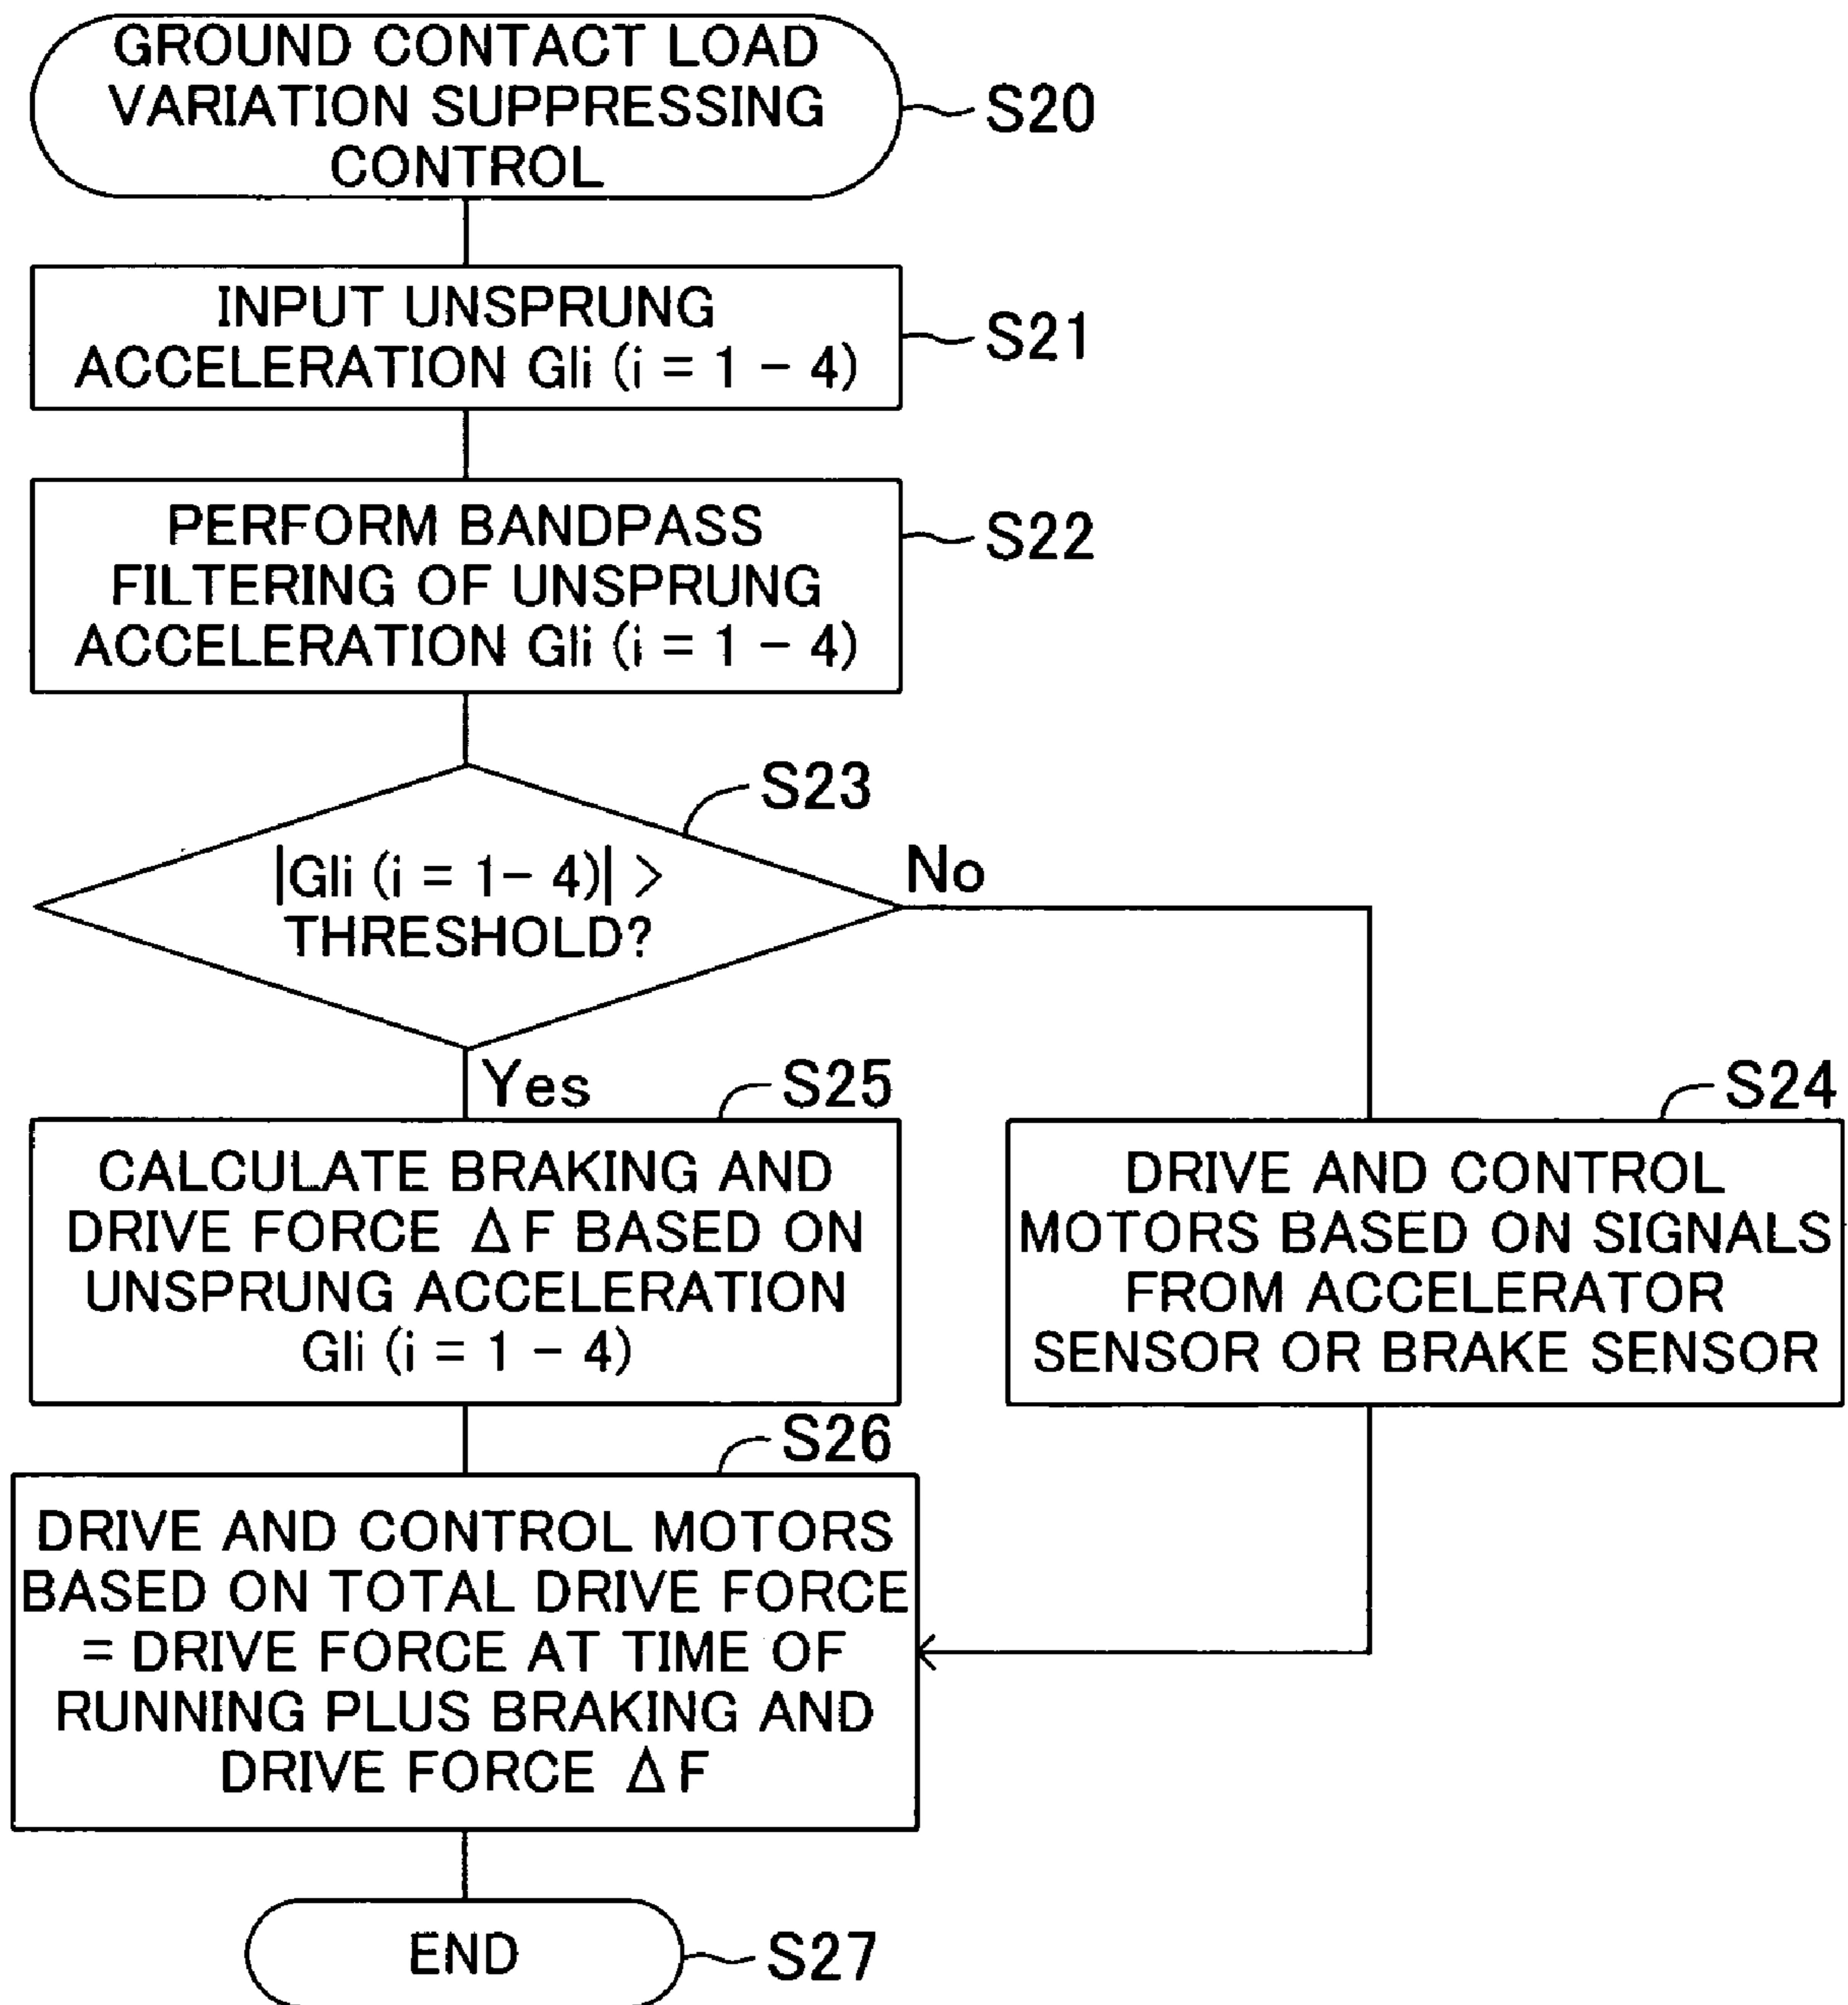 GROUND CONTACT LOAD
VARIATION SUPPRESSING
CONTROL
S20
INPUT UNSPRUNG
ACCELERATION Gli (i = 1 – 4)
S21
PERFORM BANDPASS
FILTERING OF UNSPRUNG
ACCELERATION Gli (i = 1 – 4)
S22
S23
|Gli (i = 1– 4)| >
THRESHOLD?
No
Yes
S25
CALCULATE BRAKING AND
DRIVE FORCE ΔF BASED ON
UNSPRUNG ACCELERATION
Gli (i = 1 – 4)
S24
DRIVE AND CONTROL
MOTORS BASED ON SIGNALS
FROM ACCELERATOR
SENSOR OR BRAKE SENSOR
S26
DRIVE AND CONTROL MOTORS
BASED ON TOTAL DRIVE FORCE
= DRIVE FORCE AT TIME OF
RUNNING PLUS BRAKING AND
DRIVE FORCE ΔF
END
S27